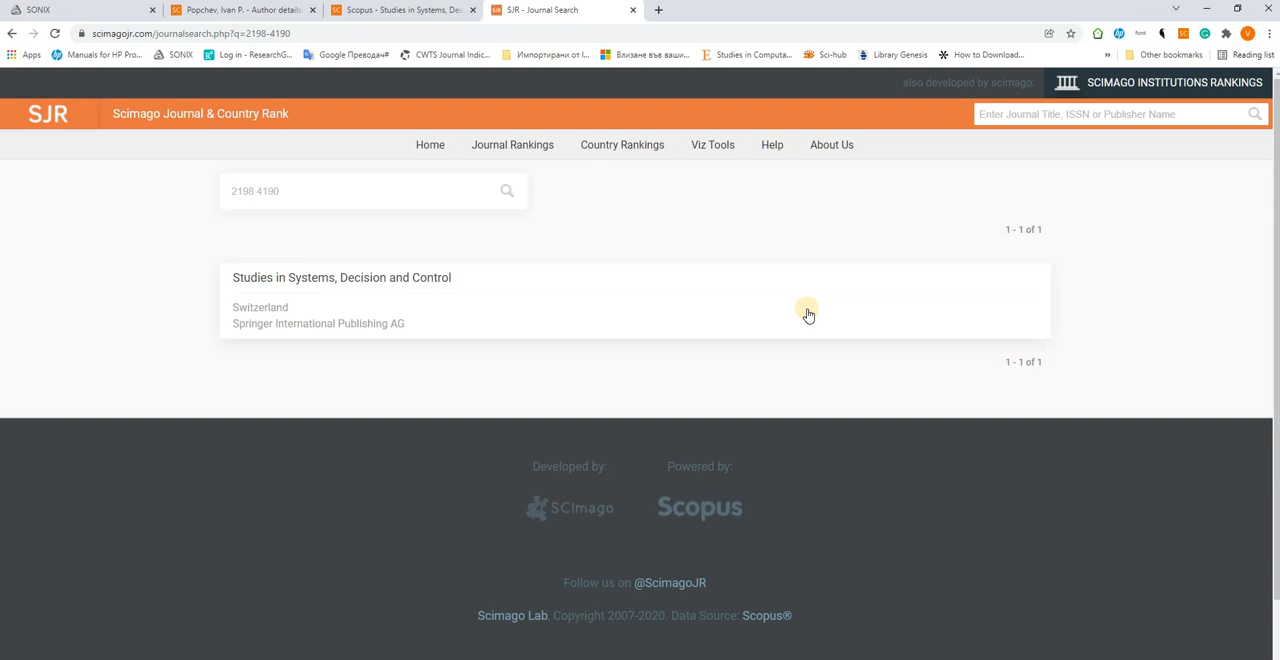 SONIX
Popchev, Ivan P. - Author details
Scopus - Studies in Systems, Dec
SJR - Journal Search
scimagojr.com/journalsearch.php?q=2198-4190
Apps
Manuals for HP Pro...
SONIX
Log in - ResearchG...
Google Преводач#
CWTS Journal Indic...
Импортирани от I...
Влизане във ваши...
Studies in Computa...
Sci-hub
Library Genesis
How to Download...
»
Other bookmarks
Reading list
also developed by scimago:
SCIMAGO INSTITUTIONS RANKINGS
SJR
Scimago Journal & Country Rank
Enter Journal Title, ISSN or Publisher Name
Home
Journal Rankings
Country Rankings
Viz Tools
Help
About Us
2198 4190
1 - 1 of 1
Studies in Systems, Decision and Control
Switzerland
Springer International Publishing AG
1 - 1 of 1
Developed by:
Powered by:
SCImago
Scopus
Follow us on @ScimagoJR
Scimago Lab, Copyright 2007-2020. Data Source: Scopus®